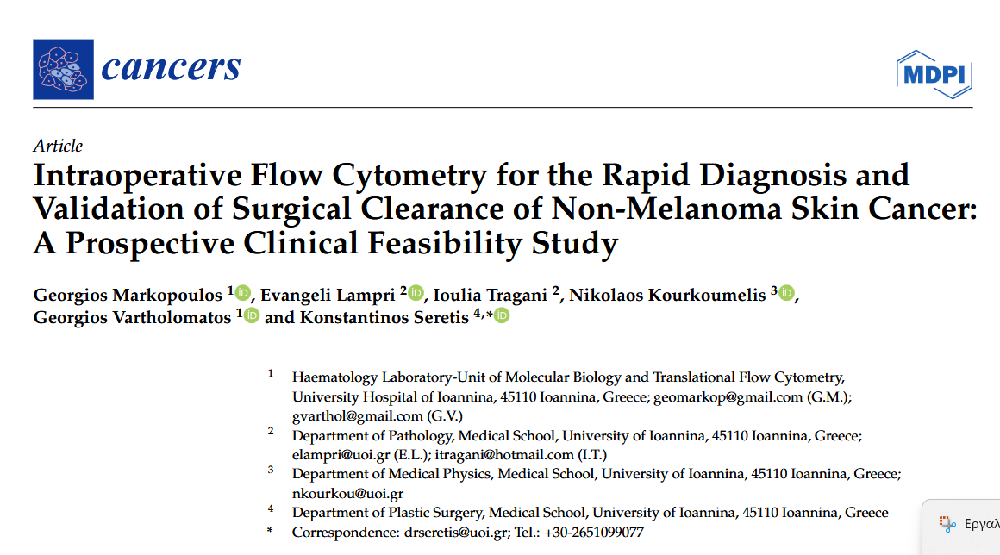 cancers
MDPI
Article
Intraoperative Flow Cytometry for the Rapid Diagnosis and
Validation of Surgical Clearance of Non-Melanoma Skin Cancer:
A Prospective Clinical Feasibility Study
Georgios Markopoulos 1 iD, Evangeli Lampri 2 iD, Ioulia Tragani 2, Nikolaos Kourkoumelis 3 iD,
Georgios Vartholomatos 1 iD and Konstantinos Seretis 4,* iD
1 Haematology Laboratory-Unit of Molecular Biology and Translational Flow Cytometry,
University Hospital of Ioannina, 45110 Ioannina, Greece; geomarkop@gmail.com (G.M.);
gvarthol@gmail.com (G.V.)
2 Department of Pathology, Medical School, University of Ioannina, 45110 Ioannina, Greece;
elampri@uoi.gr (E.L.); itragani@hotmail.com (I.T.)
3 Department of Medical Physics, Medical School, University of Ioannina, 45110 Ioannina, Greece;
nkourkou@uoi.gr
4 Department of Plastic Surgery, Medical School, University of Ioannina, 45110 Ioannina, Greece
* Correspondence: drseretis@uoi.gr; Tel.: +30-2651099077
Εργαλ